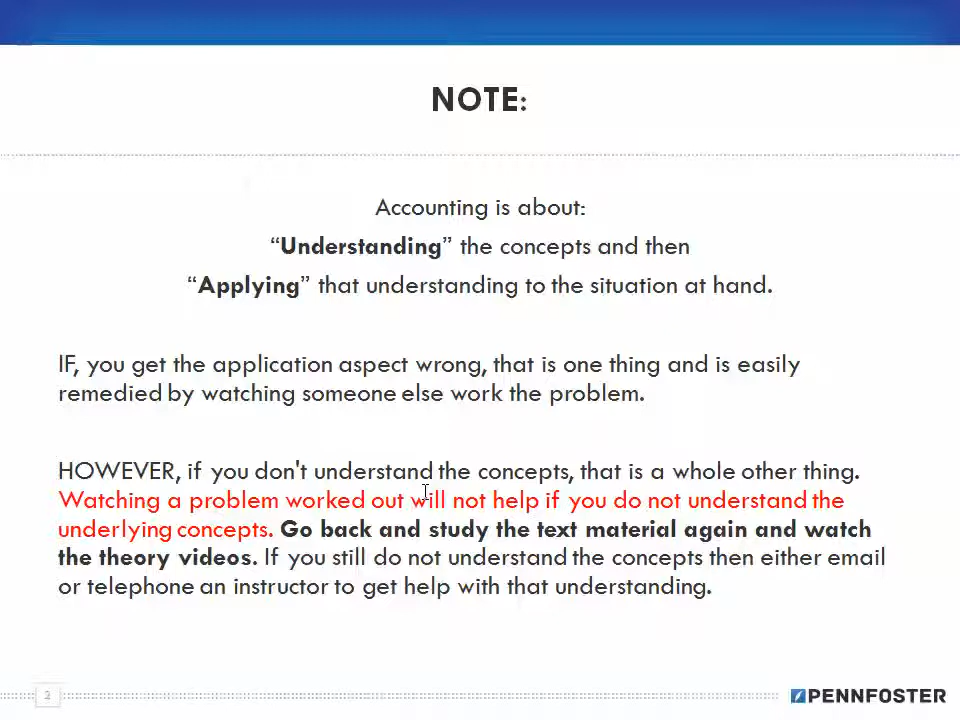 NOTE:
Accounting is about:
“Understanding” the concepts and then
“Applying” that understanding to the situation at hand.
IF, you get the application aspect wrong, that is one thing and is easily
remedied by watching someone else work the problem.
HOWEVER, if you don't understand the concepts, that is a whole other thing.
Watching a problem worked out will not help if you do not understand the
underlying concepts. Go back and study the text material again and watch
the theory videos. If you still do not understand the concepts then either email
or telephone an instructor to get help with that understanding.
2
PENNFOSTER